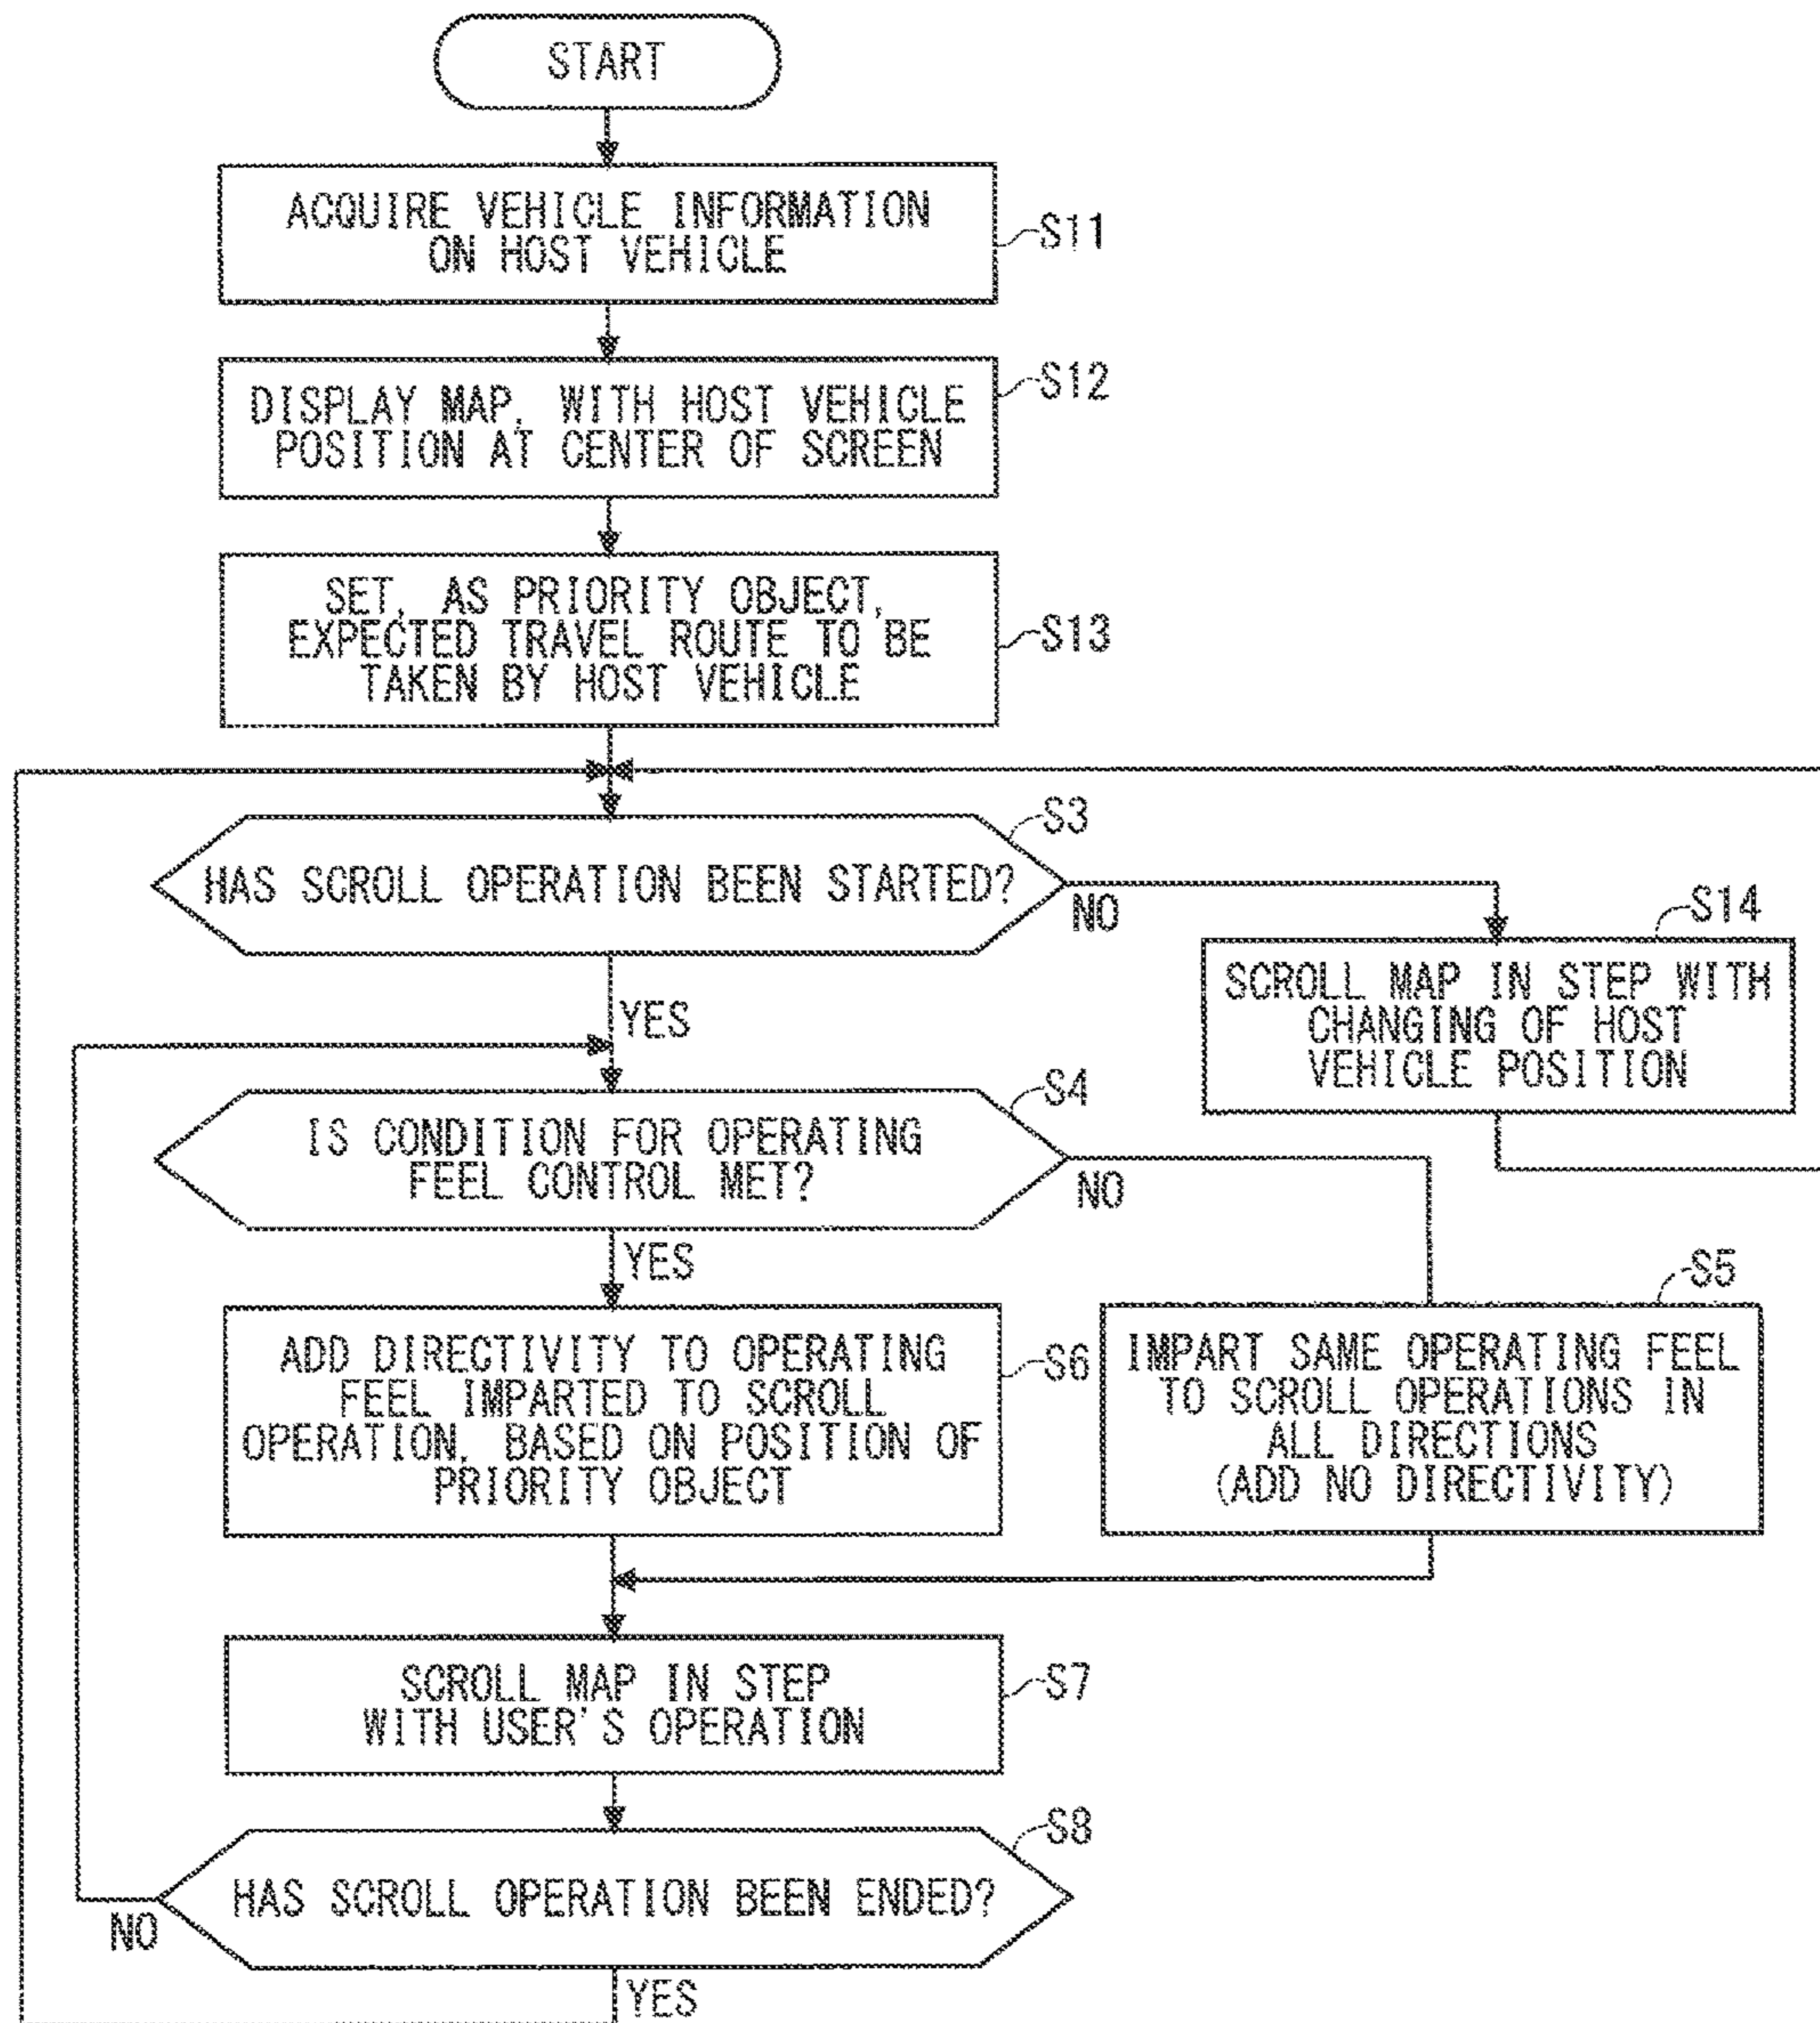 START
ACQUIRE VEHICLE INFORMATION
ON HOST VEHICLE
S11
DISPLAY MAP, WITH HOST VEHICLE
POSITION AT CENTER OF SCREEN
S12
SET, AS PRIORITY OBJECT,
EXPECTED TRAVEL ROUTE TO BE
TAKEN BY HOST VEHICLE
S13
HAS SCROLL OPERATION BEEN STARTED?
S3
NO
YES
SCROLL MAP IN STEP WITH
CHANGING OF HOST
VEHICLE POSITION
S14
IS CONDITION FOR OPERATING
FEEL CONTROL MET?
S4
NO
YES
ADD DIRECTIVITY TO OPERATING
FEEL IMPARTED TO SCROLL
OPERATION, BASED ON POSITION OF
PRIORITY OBJECT
S6
IMPART SAME OPERATING FEEL
TO SCROLL OPERATIONS IN
ALL DIRECTIONS
(ADD NO DIRECTIVITY)
S5
SCROLL MAP IN STEP
WITH USER'S OPERATION
S7
HAS SCROLL OPERATION BEEN ENDED?
S8
NO
YES